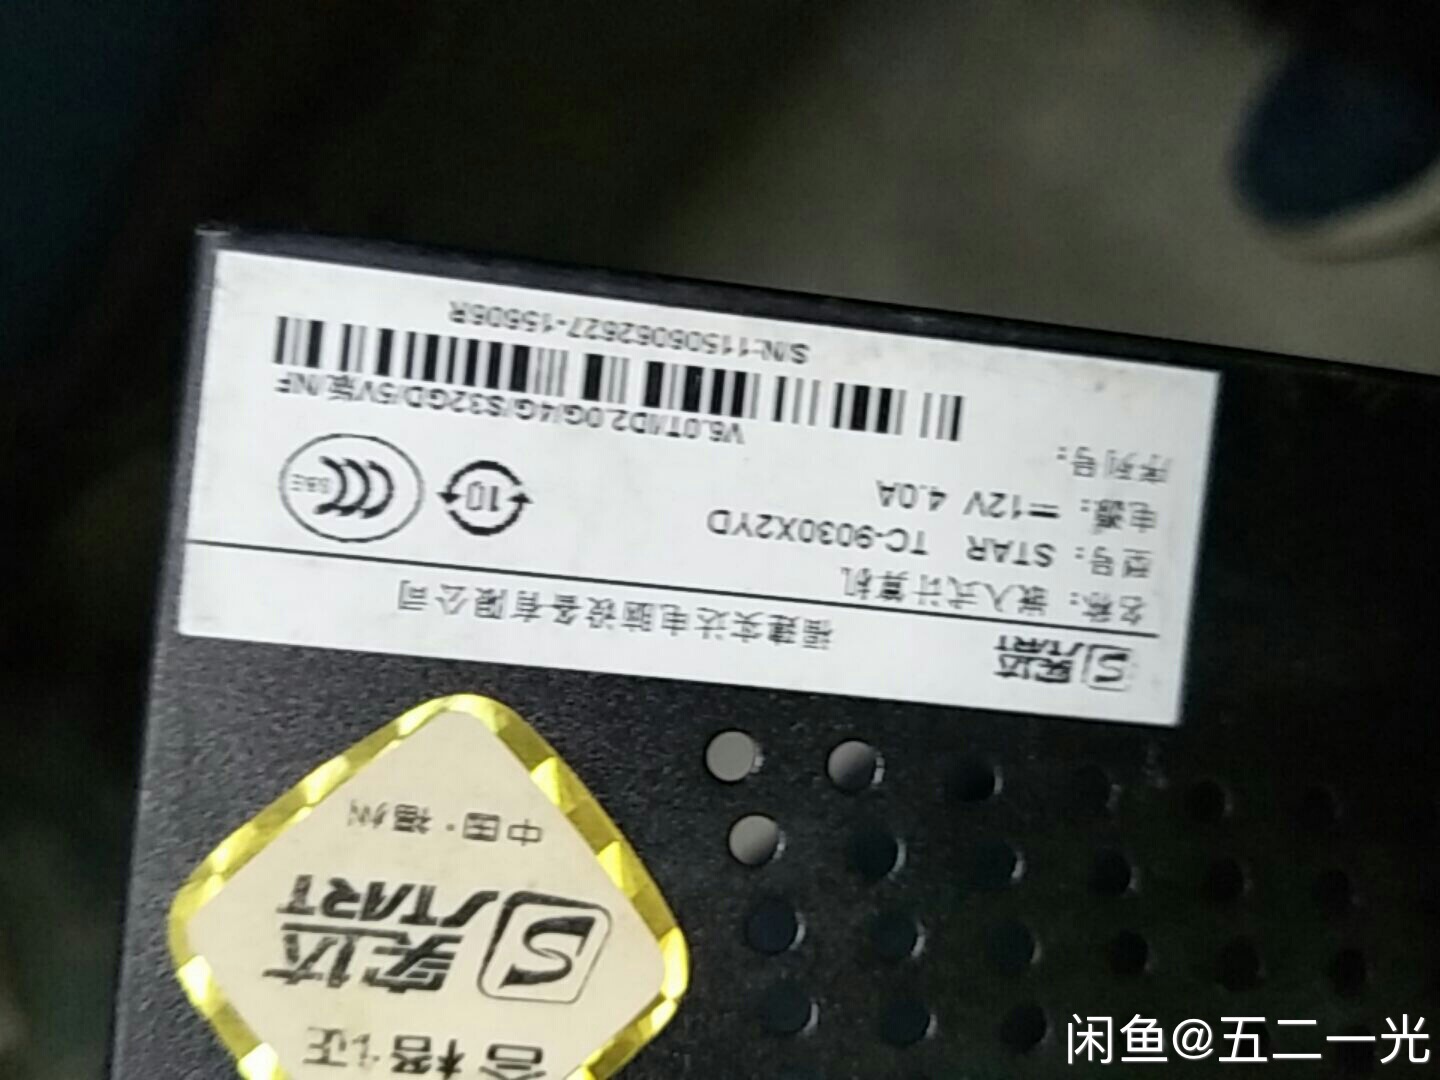 闲鱼@五二一光
合格证
S 实达
START
中国·福州
S 实达
START
福建实达电脑设备有限公司
名称：嵌入式计算机
型号：STAR TC-9030X2YD
电源：⎓12V 4.0A
10
CCC S&E
序列号：
V6.0T/ID2.0G/4G/S32GD/5V版/NF
S/N:11506062627-15606R